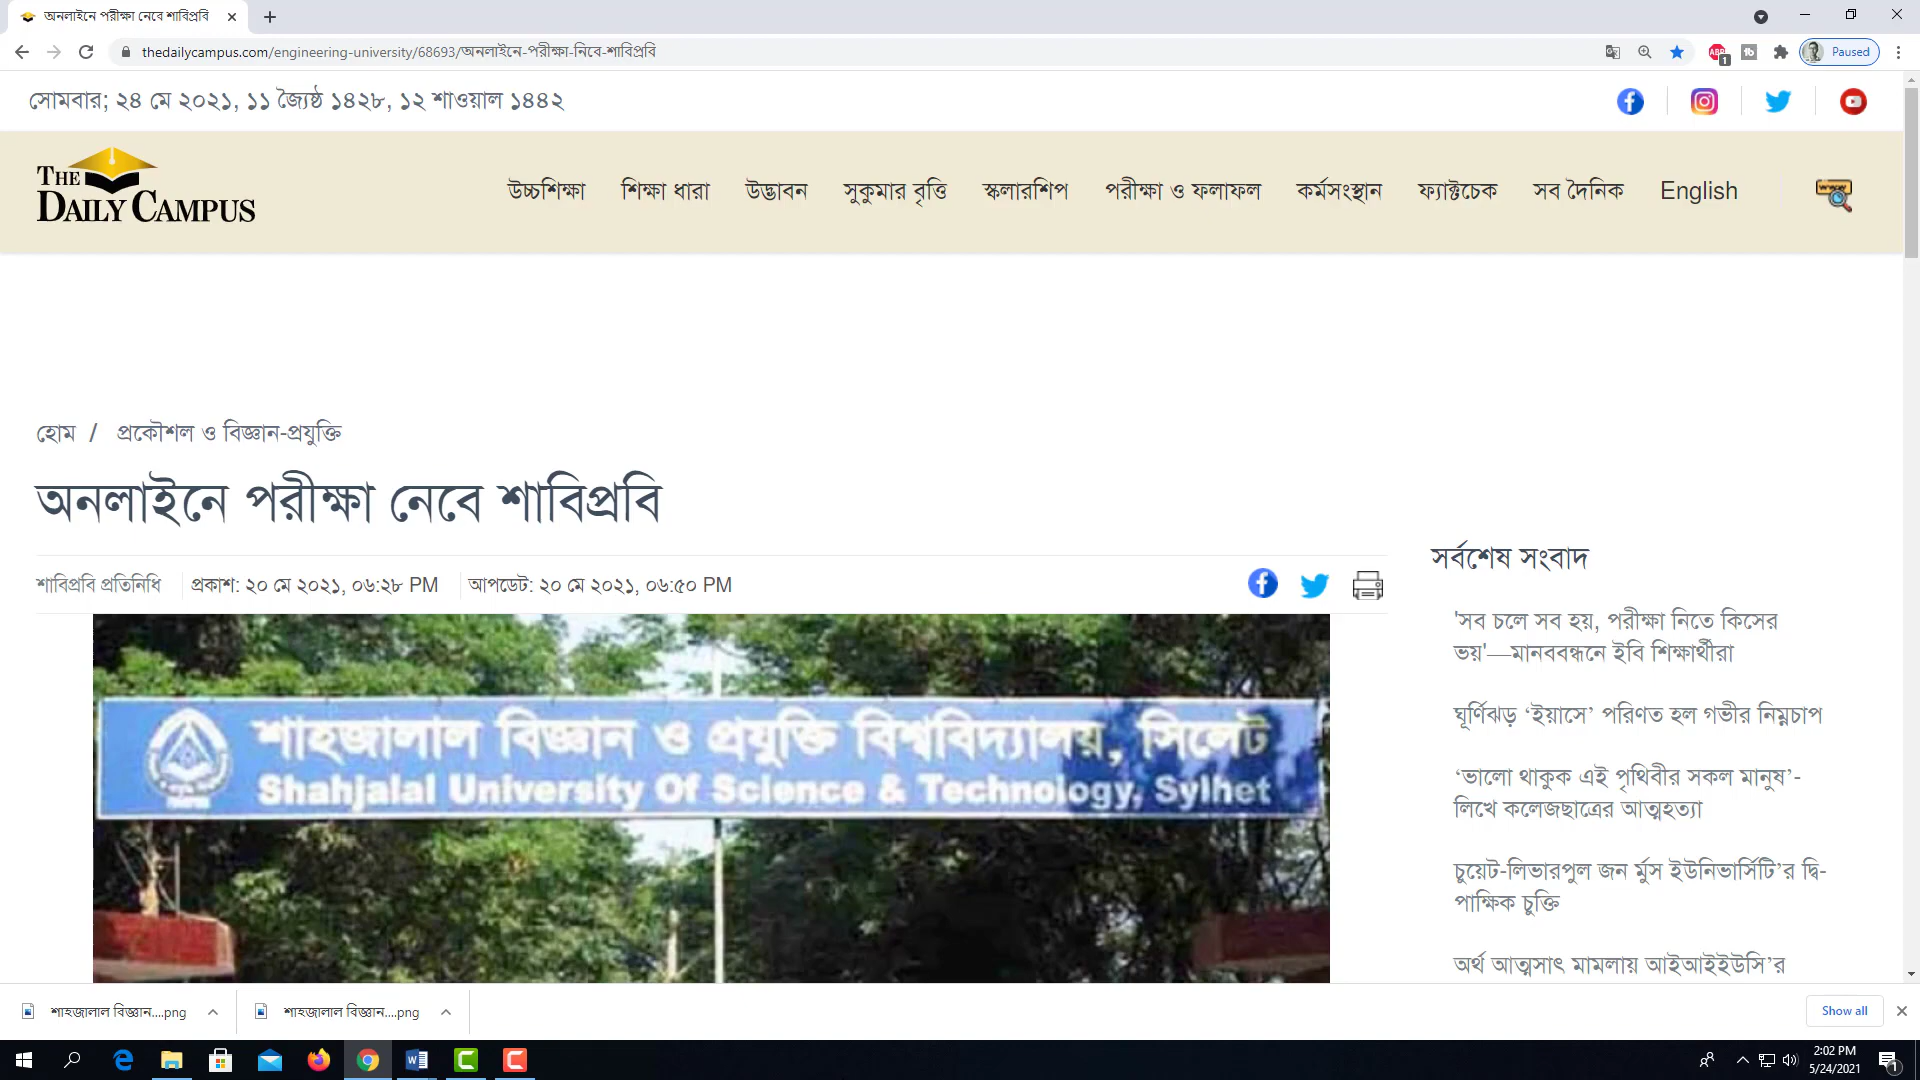 অনলাইনে পরীক্ষা নেবে শাবিপ্রবি
thedailycampus.com/engineering-university/68693/অনলাইনে-পরীক্ষা-নিবে-শাবিপ্রবি
ABP
1
tb
Paused
সোমবার; ২৪ মে ২০২১, ১১ জ্যৈষ্ঠ ১৪২৮, ১২ শাওয়াল ১৪৪২
THE
DAILY CAMPUS
উচ্চশিক্ষা শিক্ষা ধারা উদ্ভাবন সুকুমার বৃত্তি স্কলারশিপ পরীক্ষা ও ফলাফল কর্মসংস্থান ফ্যাক্টচেক সব দৈনিক English
www
হোম / প্রকৌশল ও বিজ্ঞান-প্রযুক্তি
অনলাইনে পরীক্ষা নেবে শাবিপ্রবি
শাবিপ্রবি প্রতিনিধি প্রকাশ: ২০ মে ২০২১, ০৬:২৮ PM আপডেট: ২০ মে ২০২১, ০৬:৫০ PM
শাহজালাল বিজ্ঞান ও প্রযুক্তি বিশ্ববিদ্যালয়, সিলেট
Shahjalal University Of Science & Technology, Sylhet
সর্বশেষ সংবাদ
'সব চলে সব হয়, পরীক্ষা নিতে কিসের
ভয়'—মানববন্ধনে ইবি শিক্ষার্থীরা
ঘূর্ণিঝড় ‘ইয়াসে’ পরিণত হল গভীর নিম্নচাপ
‘ভালো থাকুক এই পৃথিবীর সকল মানুষ’-
লিখে কলেজছাত্রের আত্মহত্যা
চুয়েট-লিভারপুল জন র্মুস ইউনিভার্সিটি’র দ্বি-
পাক্ষিক চুক্তি
অর্থ আত্মসাৎ মামলায় আইআইইউসি’র
শাহজালাল বিজ্ঞান....png
শাহজালাল বিজ্ঞান....png
Show all
2:02 PM
5/24/2021
1